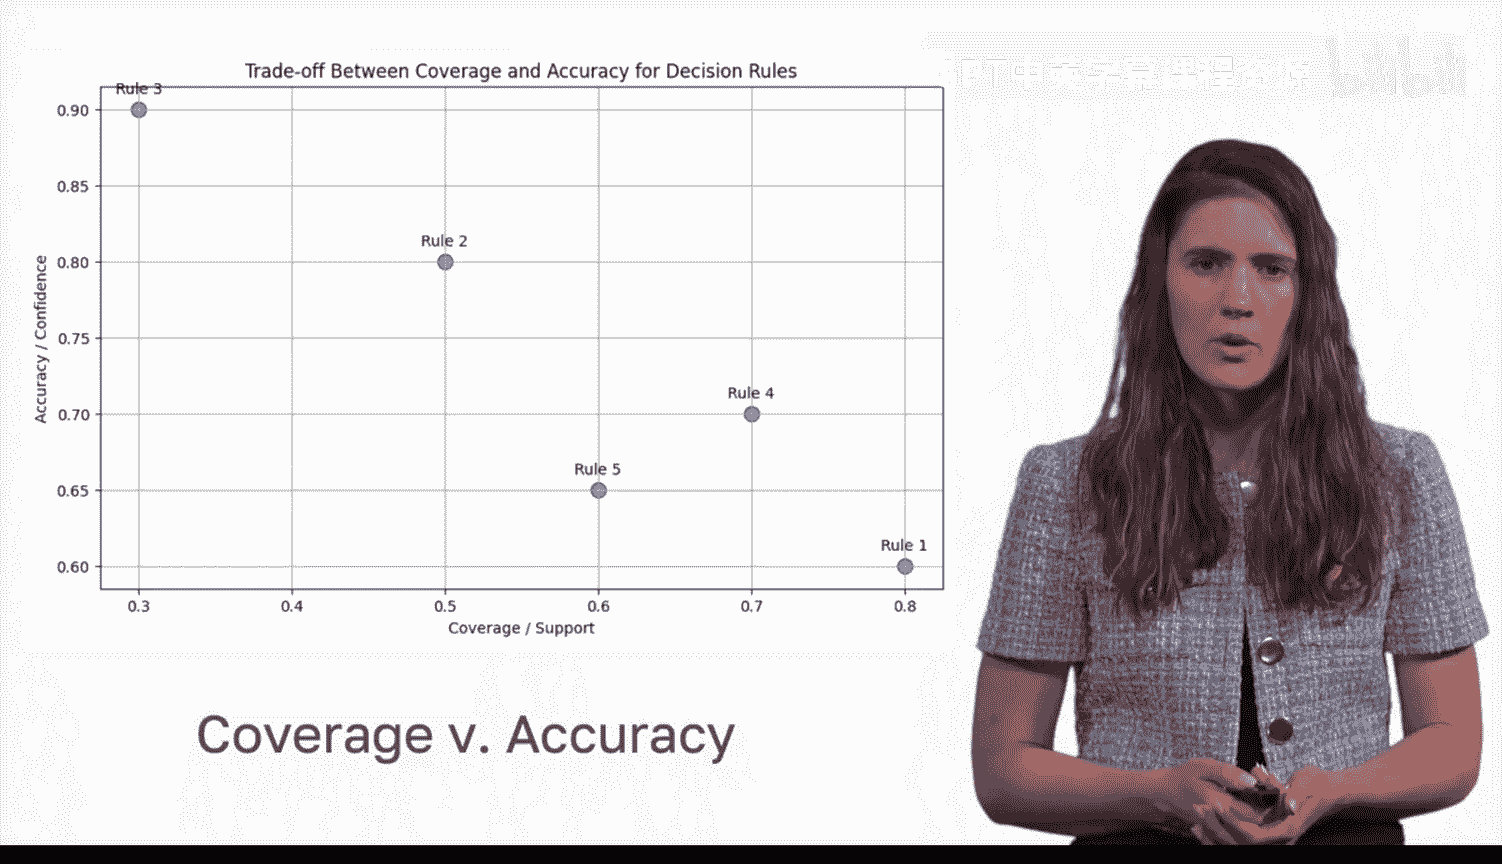 Trade-off Between Coverage and Accuracy for Decision Rules
Rule 3
0.90
0.85
Rule 2
0.80
0.75
Rule 4
0.70
Rule 5
0.65
Rule 1
0.60
Accuracy / Confidence
0.3 0.4 0.5 0.6 0.7 0.8
Coverage / Support
Coverage v. Accuracy